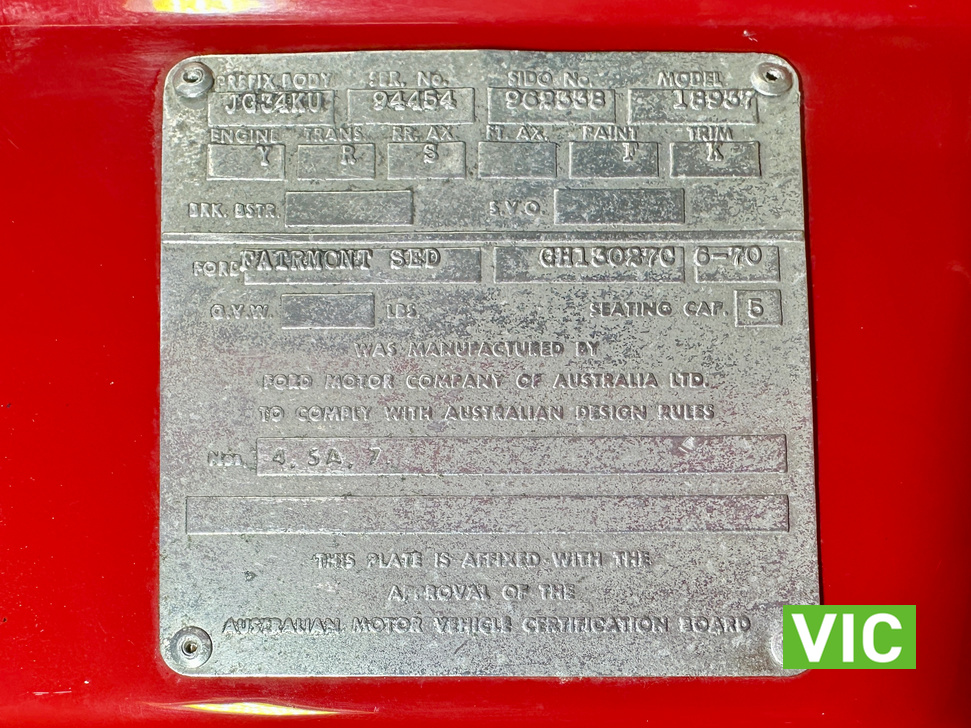 PREFIX BODY SER. No. SIDO No. MODEL
JG34KU 94454 962338 18937
ENGINE TRANS RR. AX. FT. AX. PAINT TRIM
Y R S F K
BRK. BSTR. S.V.O.
FORD FAIRMONT SED GH13027C 6-70
G.V.W. LBS SEATING CAP. 5
WAS MANUFACTURED BY
FORD MOTOR COMPANY OF AUSTRALIA LTD.
TO COMPLY WITH AUSTRALIAN DESIGN RULES
4, 5A, 7
THIS PLATE IS AFFIXED WITH THE
APPROVAL OF THE
AUSTRALIAN MOTOR VEHICLE CERTIFICATION BOARD
VIC